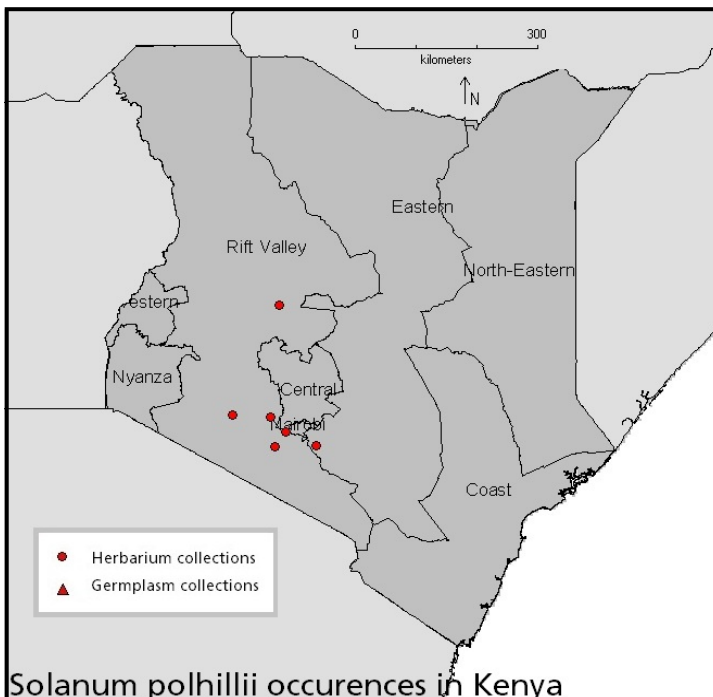 0 300
kilometers
N
Eastern
Rift Valley
North-Eastern
estern
Nyanza
Central
Nairobi
Coast
Herbarium collections
Germplasm collections
Solanum polhillii occurences in Kenya